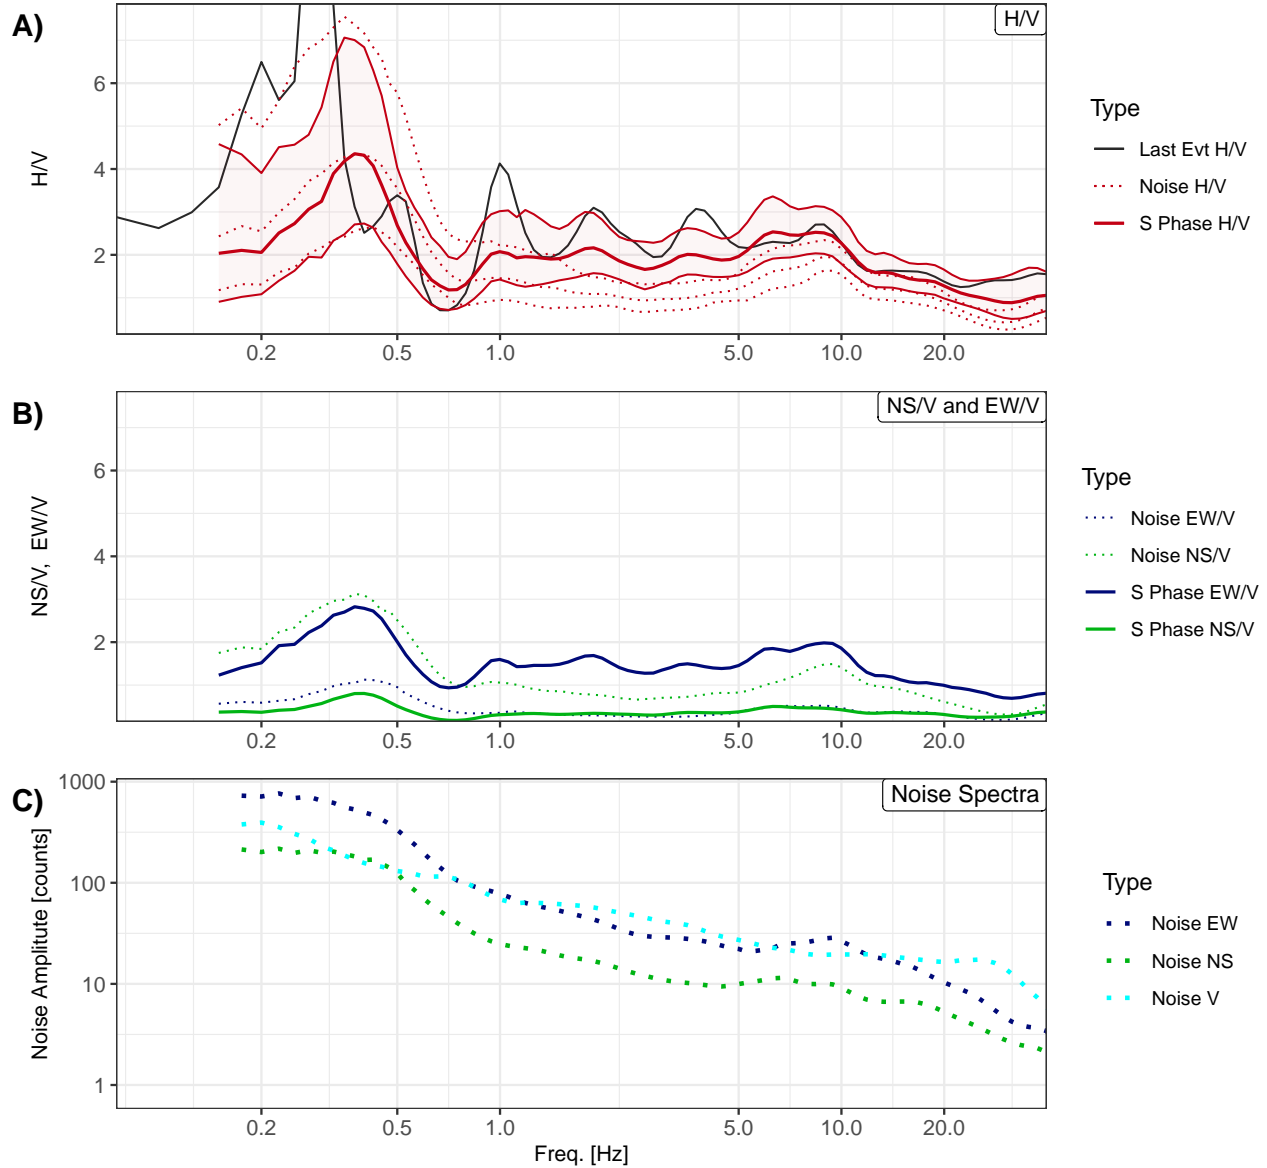 A)
H/V
6
4
2
H/V
0.2 0.5 1.0 5.0 10.0 20.0
Type
Last Evt H/V
Noise H/V
S Phase H/V
B)
NS/V and EW/V
6
4
2
NS/V,  EW/V
0.2 0.5 1.0 5.0 10.0 20.0
Type
Noise EW/V
Noise NS/V
S Phase EW/V
S Phase NS/V
C)
Noise Spectra
1000
100
10
1
Noise Amplitude [counts]
0.2 0.5 1.0 5.0 10.0 20.0
Freq. [Hz]
Type
Noise EW
Noise NS
Noise V